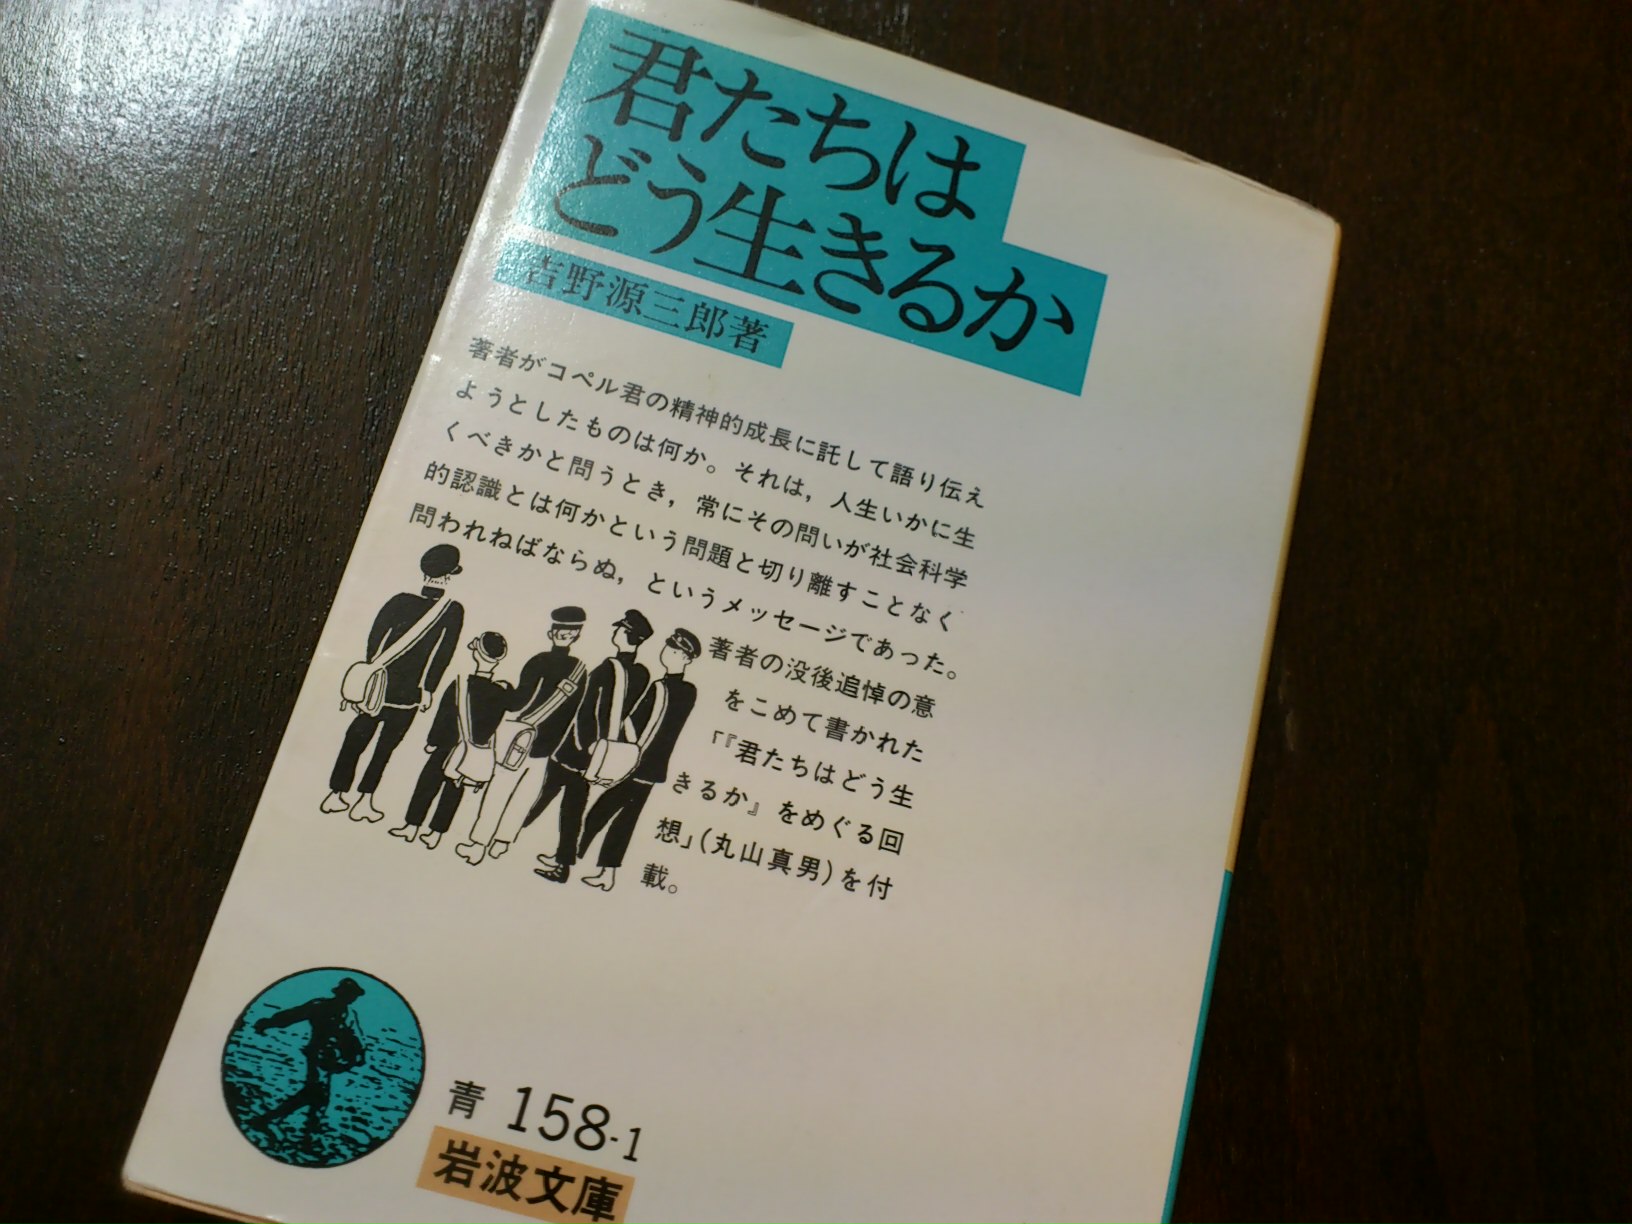 君たちは
どう生きるか
吉野源三郎著
著者がコペル君の精神的成長に託して語り伝え
ようとしたものは何か。それは，人生いかに生
くべきかと問うとき，常にその問いが社会科学
的認識とは何かという問題と切り離すことなく
問われねばならぬ，というメッセージであった。
著者の没後追悼の意
をこめて書かれた
「『君たちはどう生
きるか』をめぐる回
想」(丸山真男)を付
載。
青 158-1
岩波文庫